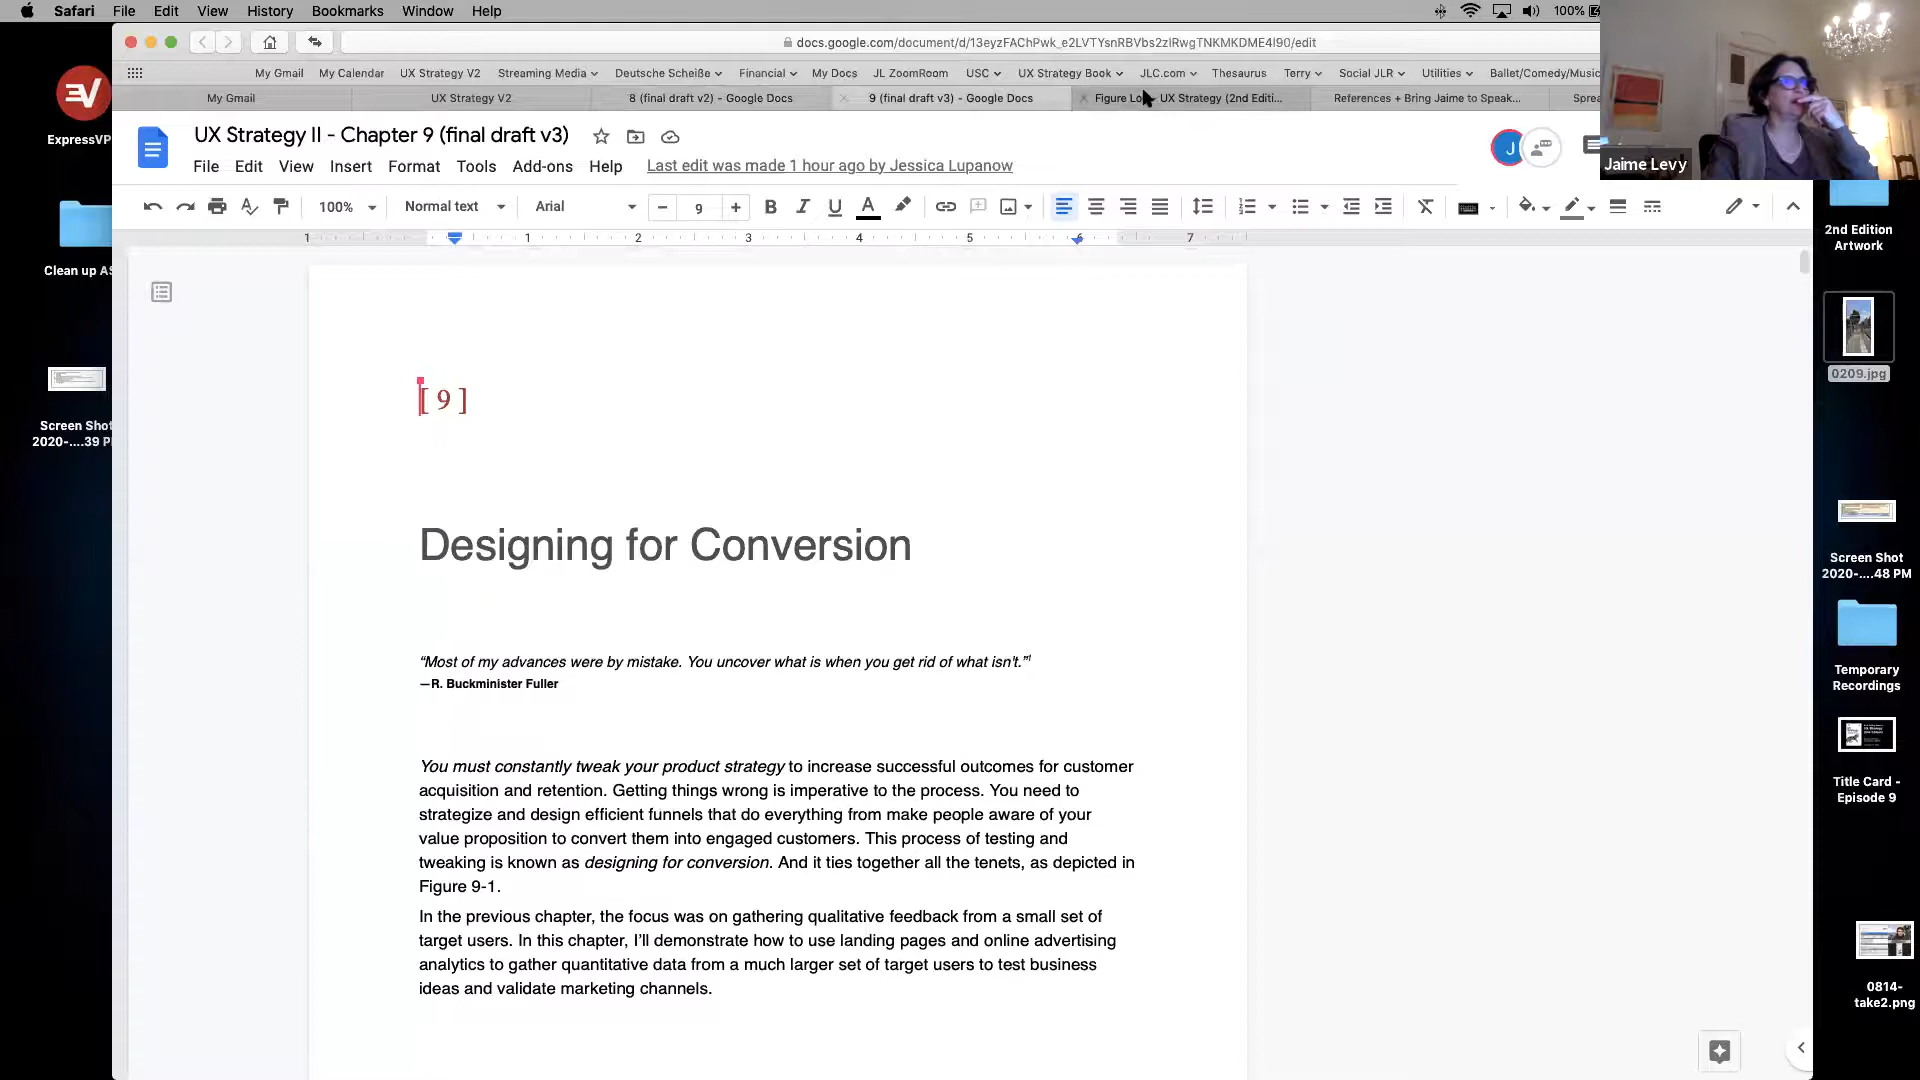 Safari File Edit View History Bookmarks Window Help 100%
docs.google.com/document/d/13eyzFAChPwk_e2LVTYsnRBVbs2zlRwgTNKMKDME4I90/edit
My Gmail My Calendar UX Strategy V2 Streaming Media Deutsche Scheiße Financial My Docs JL ZoomRoom USC UX Strategy Book JLC.com Thesaurus Terry Social JLR Utilities Ballet/Comedy/Music
My Gmail UX Strategy V2 8 (final draft v2) - Google Docs 9 (final draft v3) - Google Docs Figure UX Strategy (2nd Editi... References + Bring Jaime to Speak...
UX Strategy II - Chapter 9 (final draft v3)
File Edit View Insert Format Tools Add-ons Help Last edit was made 1 hour ago by Jessica Lupanow
J
Jaime Levy
100% Normal text Arial 9
1 1 2 3 4 5 6 7
[ 9 ]
Designing for Conversion
“Most of my advances were by mistake. You uncover what is when you get rid of what isn't.”¹
—R. Buckminister Fuller
You must constantly tweak your product strategy to increase successful outcomes for customer
acquisition and retention. Getting things wrong is imperative to the process. You need to
strategize and design efficient funnels that do everything from make people aware of your
value proposition to convert them into engaged customers. This process of testing and
tweaking is known as designing for conversion. And it ties together all the tenets, as depicted in
Figure 9-1.
In the previous chapter, the focus was on gathering qualitative feedback from a small set of
target users. In this chapter, I’ll demonstrate how to use landing pages and online advertising
analytics to gather quantitative data from a much larger set of target users to test business
ideas and validate marketing channels.
ExpressVP
Clean up AS
Screen Shot
2020-....39 P
2nd Edition
Artwork
0209.jpg
Screen Shot
2020-....48 PM
Temporary
Recordings
Title Card -
Episode 9
0814-
take2.png